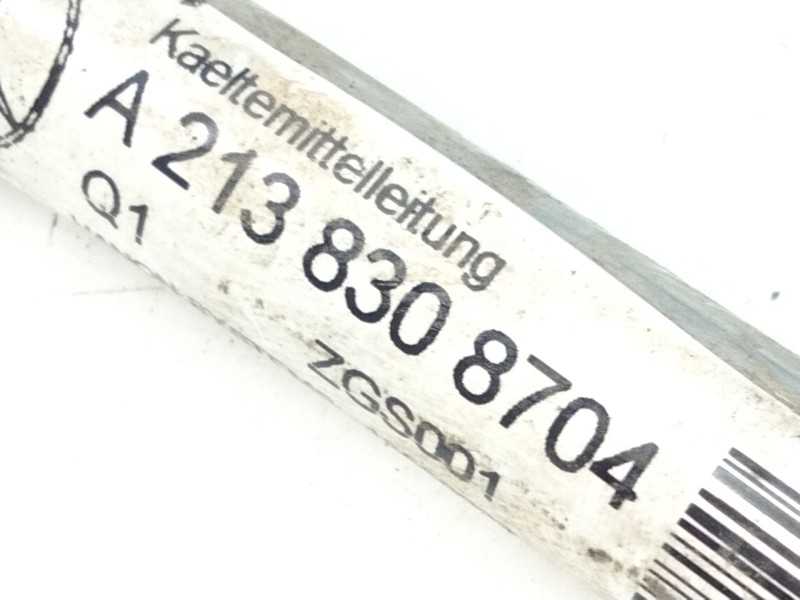 Kaeltemittelleitung
A 213 830 8704
Q1
ZGS001